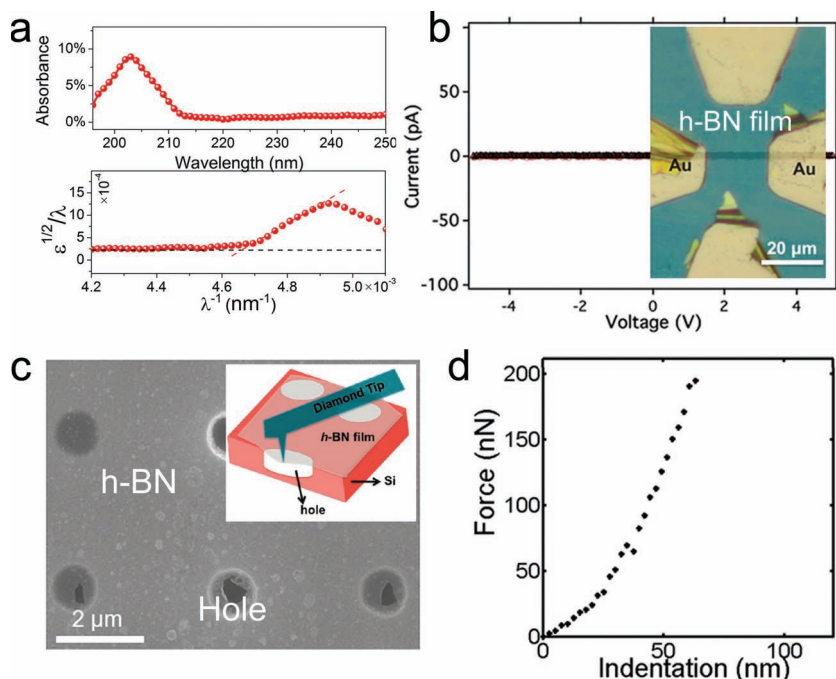 a
Absorbance
10%
5%
0%
200 210 220 230 240 250
Wavelength (nm)
ε^1/2/λ
×10⁻⁴
15
10
5
0
4.2 4.4 4.6 4.8 5.0 ×10⁻³
λ⁻¹ (nm⁻¹)
b
Current (pA)
50
0
-50
-100
-4 -2 0 2 4
Voltage (V)
h-BN film
Au
Au
20 µm
c
h-BN
Hole
2 µm
Diamond Tip
h-BN film
Si
hole
d
Force (nN)
200
150
100
50
0
0 50 100
Indentation (nm)